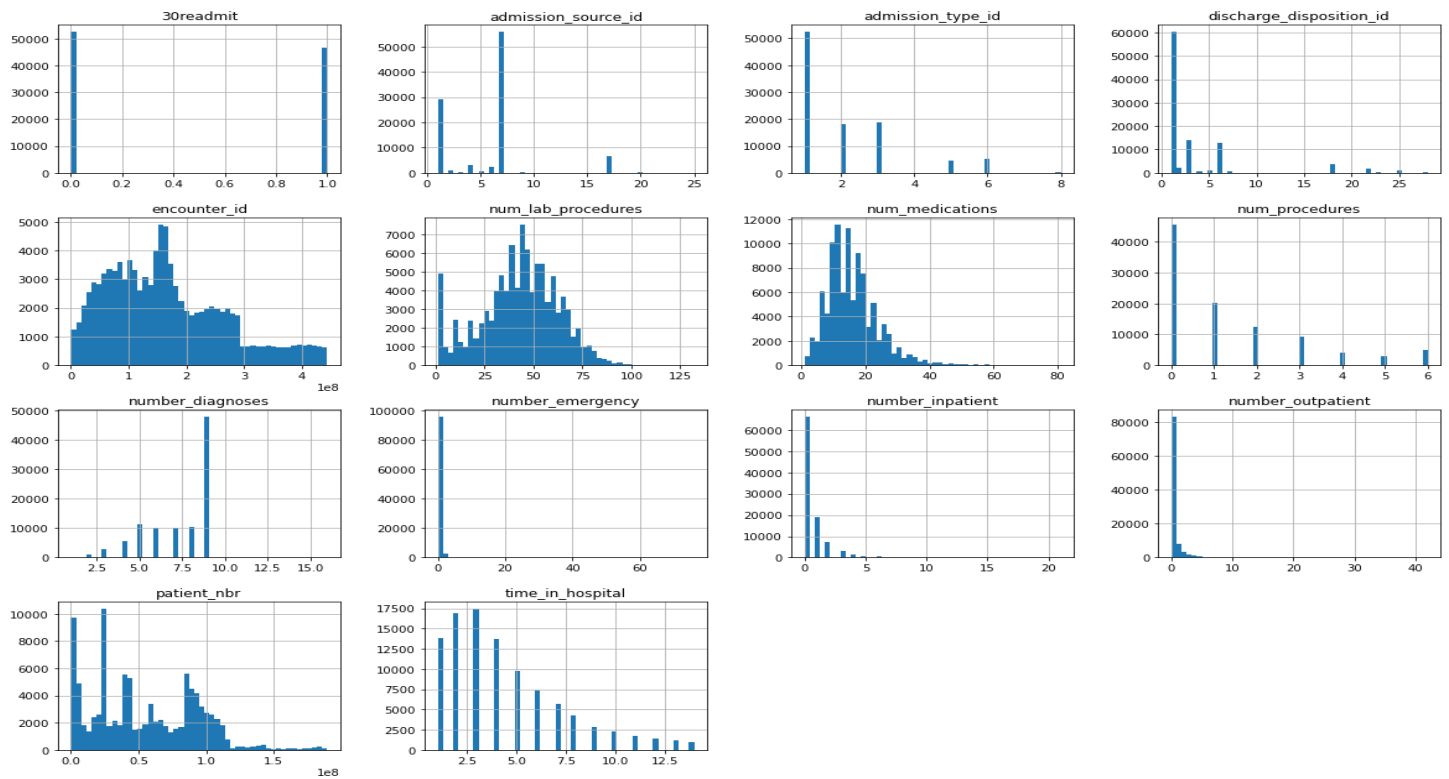 30readmit
50000
40000
30000
20000
10000
0
0.0 0.2 0.4 0.6 0.8 1.0
admission_source_id
50000
40000
30000
20000
10000
0
0 5 10 15 20 25
admission_type_id
50000
40000
30000
20000
10000
0
2 4 6 8
discharge_disposition_id
60000
50000
40000
30000
20000
10000
0
0 5 10 15 20 25
encounter_id
5000
4000
3000
2000
1000
0
0 1 2 3 4
1e8
num_lab_procedures
7000
6000
5000
4000
3000
2000
1000
0
0 25 50 75 100 125
num_medications
12000
10000
8000
6000
4000
2000
0
0 20 40 60 80
num_procedures
40000
30000
20000
10000
0
0 1 2 3 4 5 6
number_diagnoses
50000
40000
30000
20000
10000
0
2.5 5.0 7.5 10.0 12.5 15.0
number_emergency
100000
80000
60000
40000
20000
0
0 20 40 60
number_inpatient
60000
50000
40000
30000
20000
10000
0
0 5 10 15 20
number_outpatient
80000
60000
40000
20000
0
0 10 20 30 40
patient_nbr
10000
8000
6000
4000
2000
0
0.0 0.5 1.0 1.5
1e8
time_in_hospital
17500
15000
12500
10000
7500
5000
2500
0
2.5 5.0 7.5 10.0 12.5